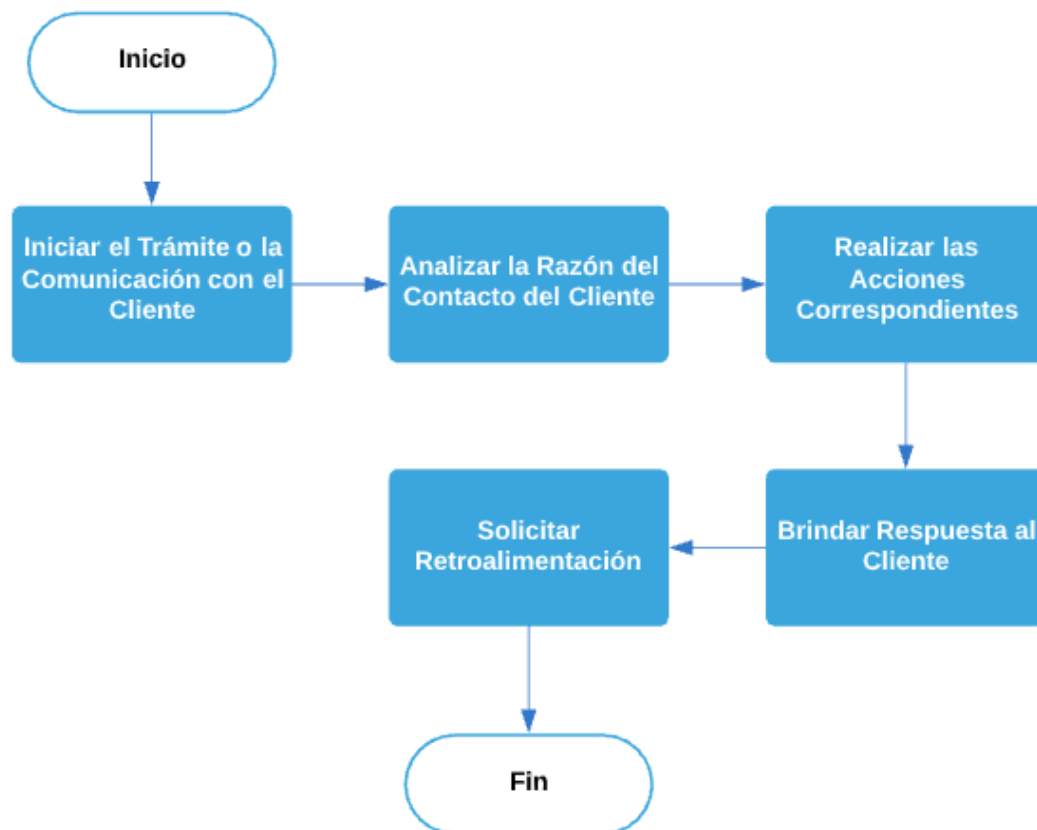 Inicio
Iniciar el Trámite o la
Comunicación con el
Cliente
Analizar la Razón del
Contacto del Cliente
Realizar las
Acciones
Correspondientes
Brindar Respuesta al
Cliente
Solicitar
Retroalimentación
Fin